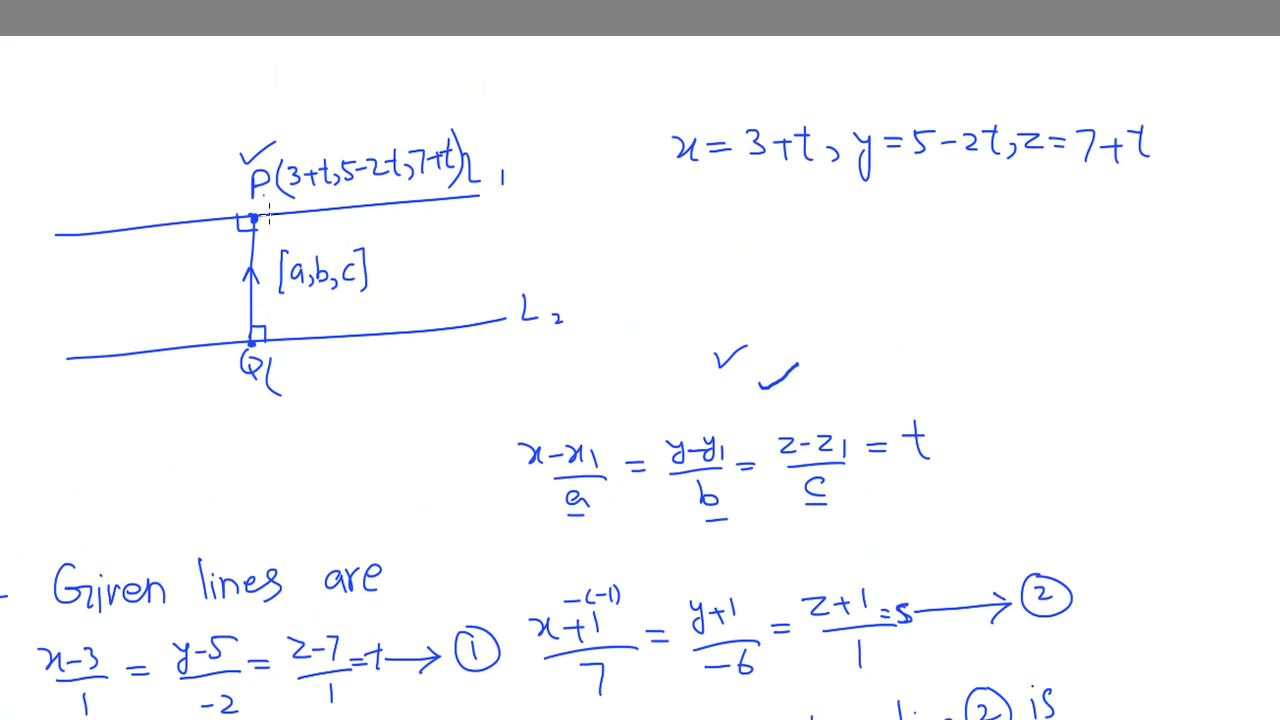 x = 3+t, y = 5-2t, z = 7+t
P(3+t, 5-2t, 7+t) L1
[a, b, c]
L2
Q
(x-x1)/a = (y-y1)/b = (z-z1)/c = t
Given lines are
(x-3)/1 = (y-5)/-2 = (z-7)/1 = t → ①
-(-1)
(x+1)/7 = (y+1)/-6 = (z+1)/1 = s → ②
line ② is